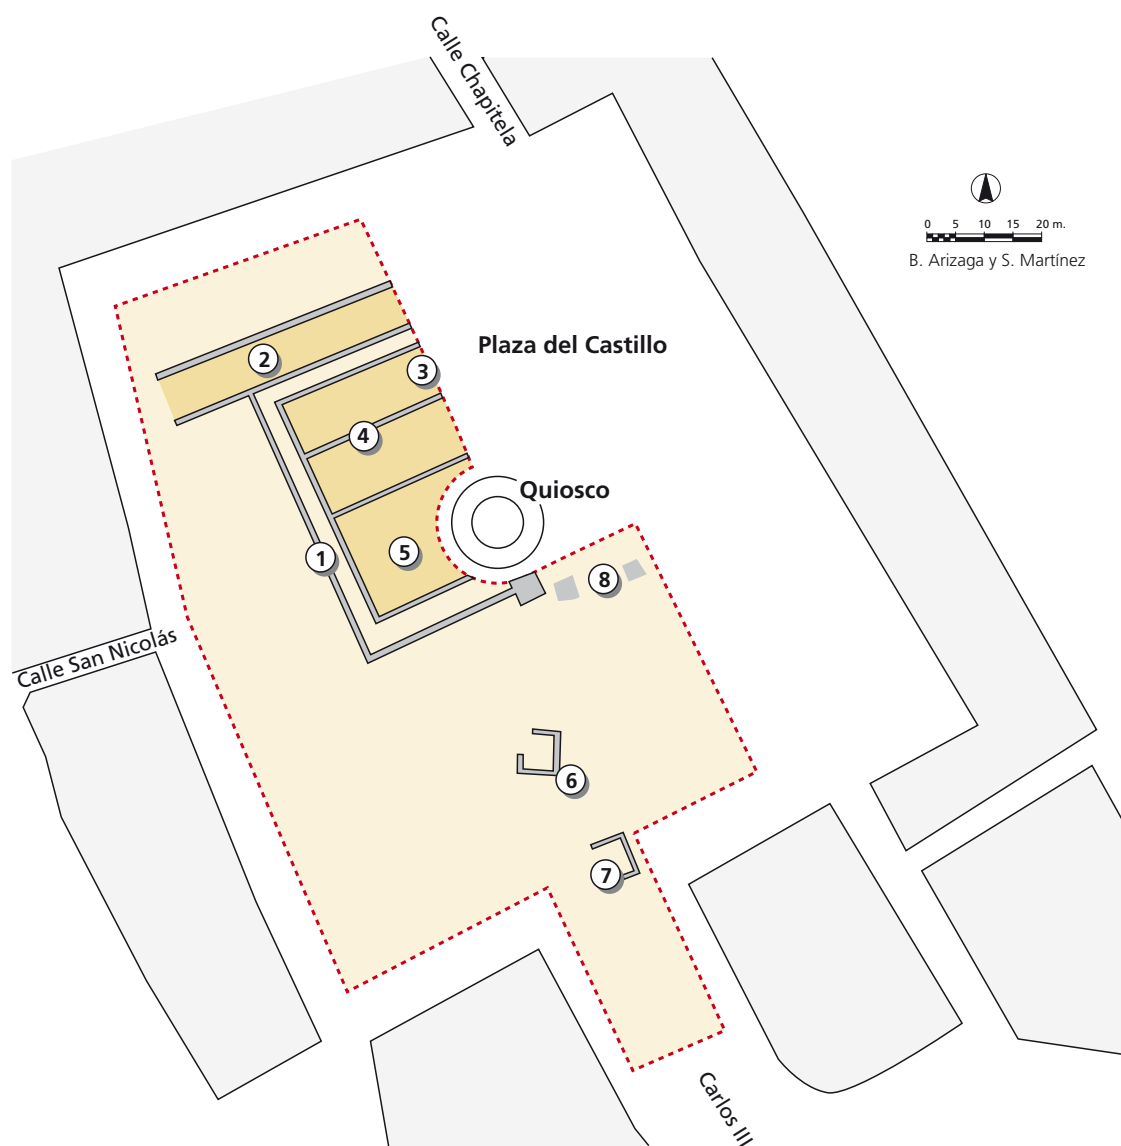 Calle Chapitela
0 5 10 15 20 m.
B. Arizaga y S. Martínez
Plaza del Castillo
2
3
4
Quiosco
1
5
8
Calle San Nicolás
6
7
Carlos III